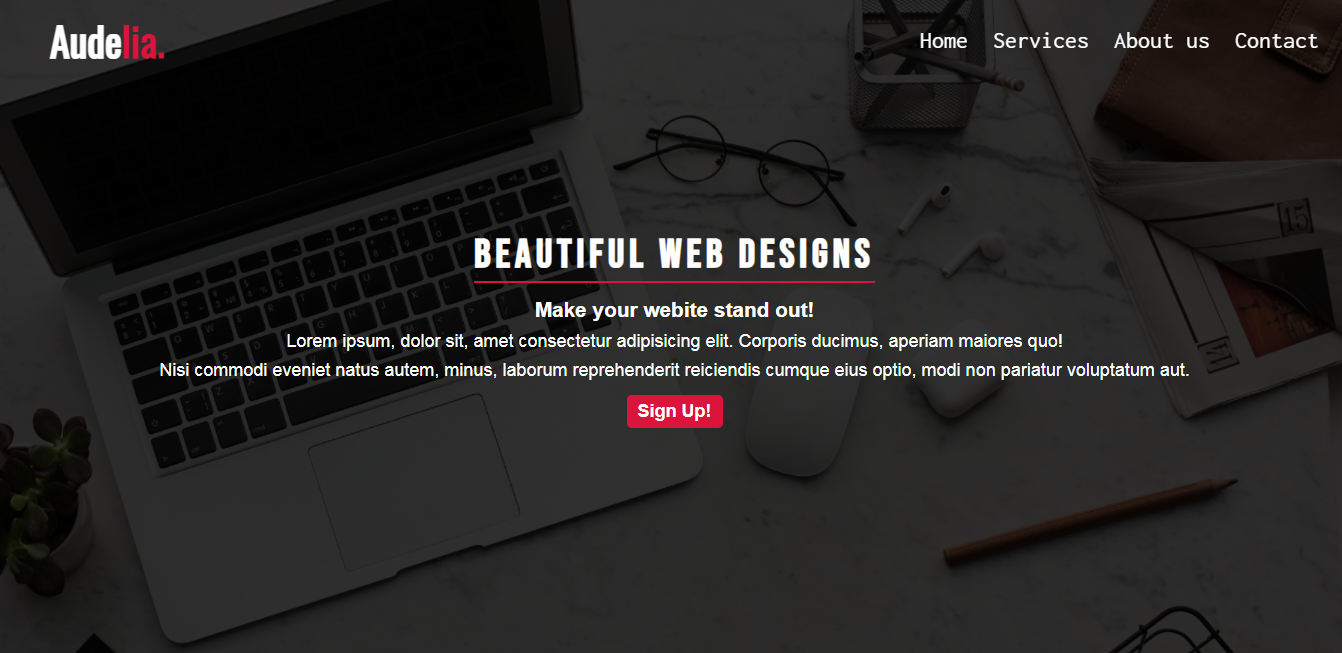 Audelia.
Home Services About us Contact
BEAUTIFUL WEB DESIGNS
Make your webite stand out!
Lorem ipsum, dolor sit, amet consectetur adipisicing elit. Corporis ducimus, aperiam maiores quo!
Nisi commodi eveniet natus autem, minus, laborum reprehenderit reiciendis cumque eius optio, modi non pariatur voluptatum aut.
Sign Up!